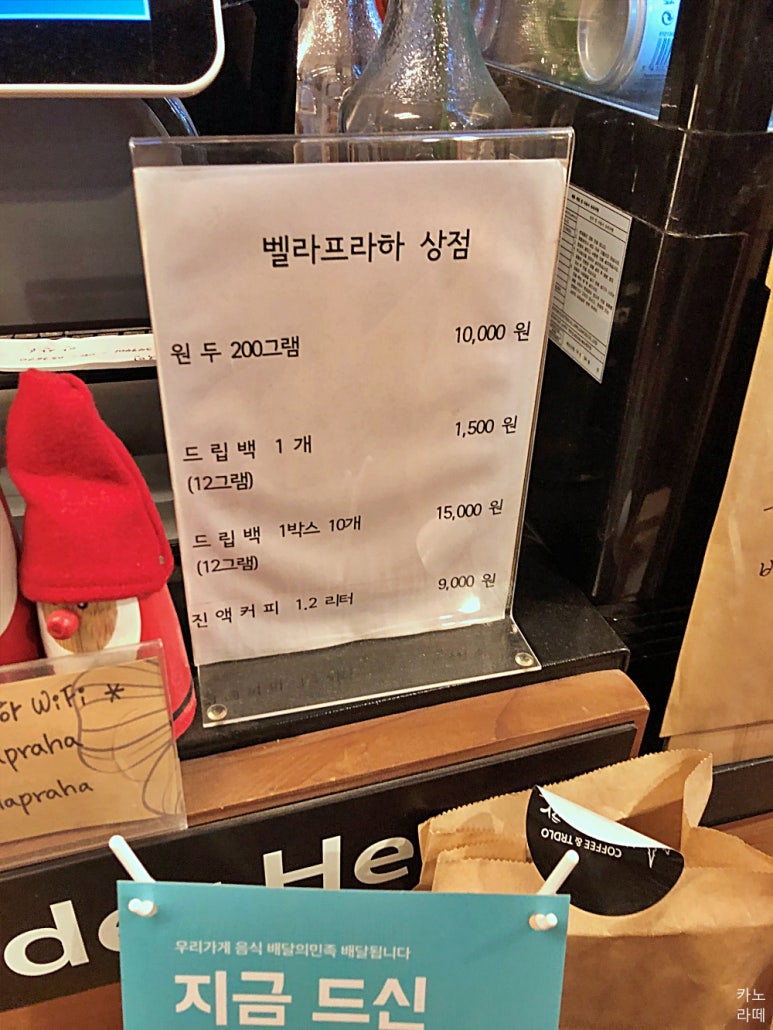 벨라프라하 상점
원 두 200그램 10,000 원
드 립 백 1 개 1,500 원
(12그램)
드 립 백 1박스 10개 15,000 원
(12그램)
진 액 커 피 1.2 리터 9,000 원
WiFi *
praha
apraha
COFFEE & TRDLO
우리가게 음식 배달의민족 배달됩니다
지금 드신
카노
라떼